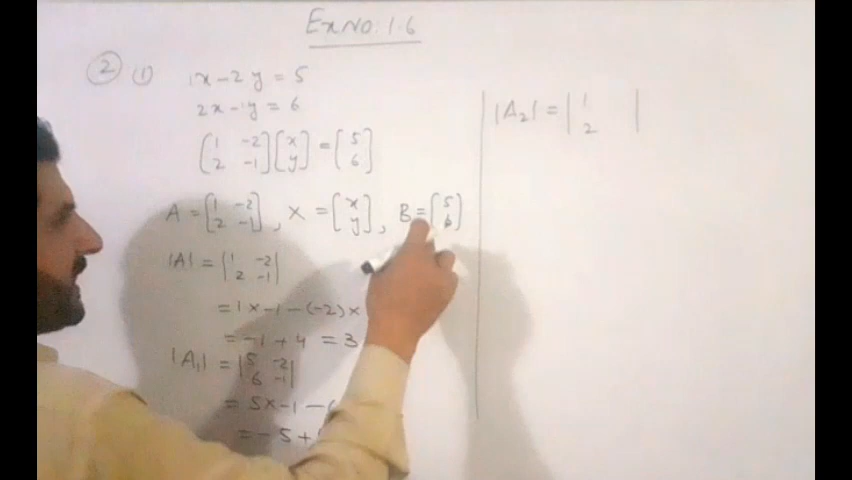 Ex NO: 1.6
② (1) 1x - 2y = 5
2x - 1y = 6
[1 -2] [x] = [5]
[2 -1] [y] [6]
A = [1 -2], X = [x], B = [5]
[2 -1] [y] [6]
|A| = |1 -2|
|2 -1|
= 1 x -1 - (-2) x
= -1 + 4 = 3
|A₁| = |5 -2|
|6 -1|
= 5x -1 - (
= -5 +
|A₂| = |1 |
|2 |